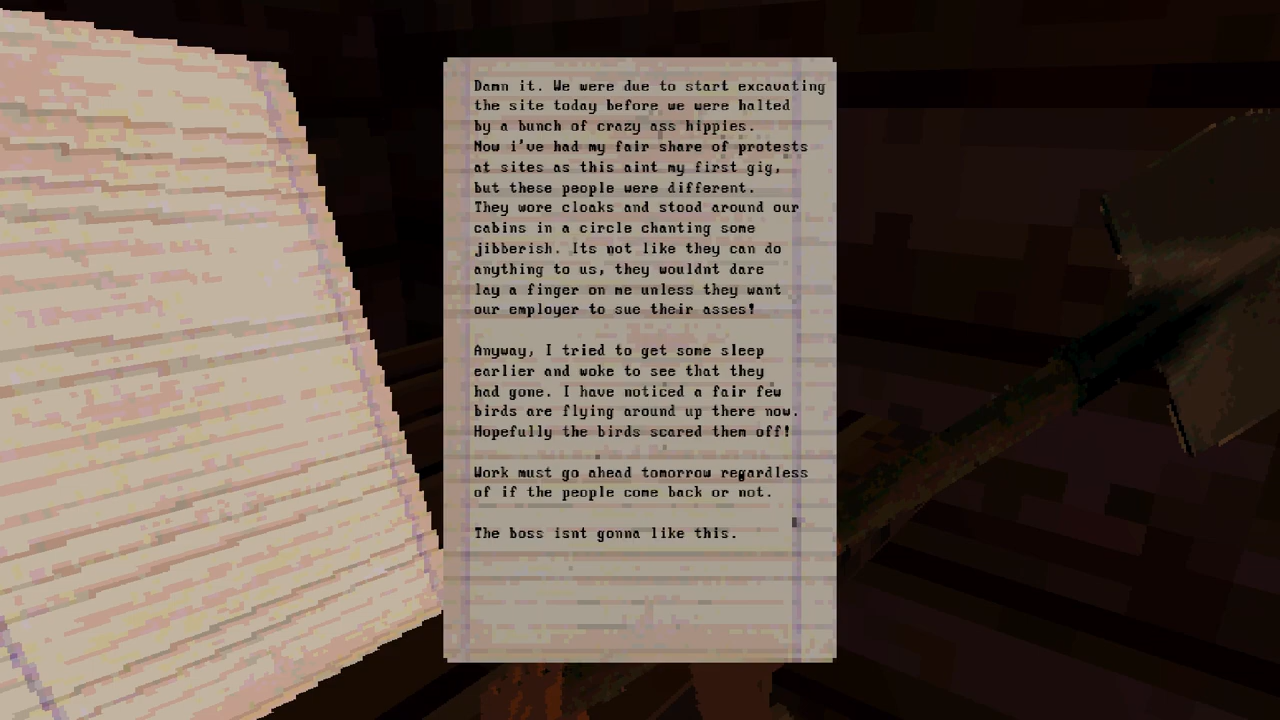 Damn it. We were due to start excavating
the site today before we were halted
by a bunch of crazy ass hippies.
Now i've had my fair share of protests
at sites as this aint my first gig,
but these people were different.
They wore cloaks and stood around our
cabins in a circle chanting some
jibberish. Its not like they can do
anything to us, they wouldnt dare
lay a finger on me unless they want
our employer to sue their asses!
Anyway, I tried to get some sleep
earlier and woke to see that they
had gone. I have noticed a fair few
birds are flying around up there now.
Hopefully the birds scared them off!
Work must go ahead tomorrow regardless
of if the people come back or not.
The boss isnt gonna like this.